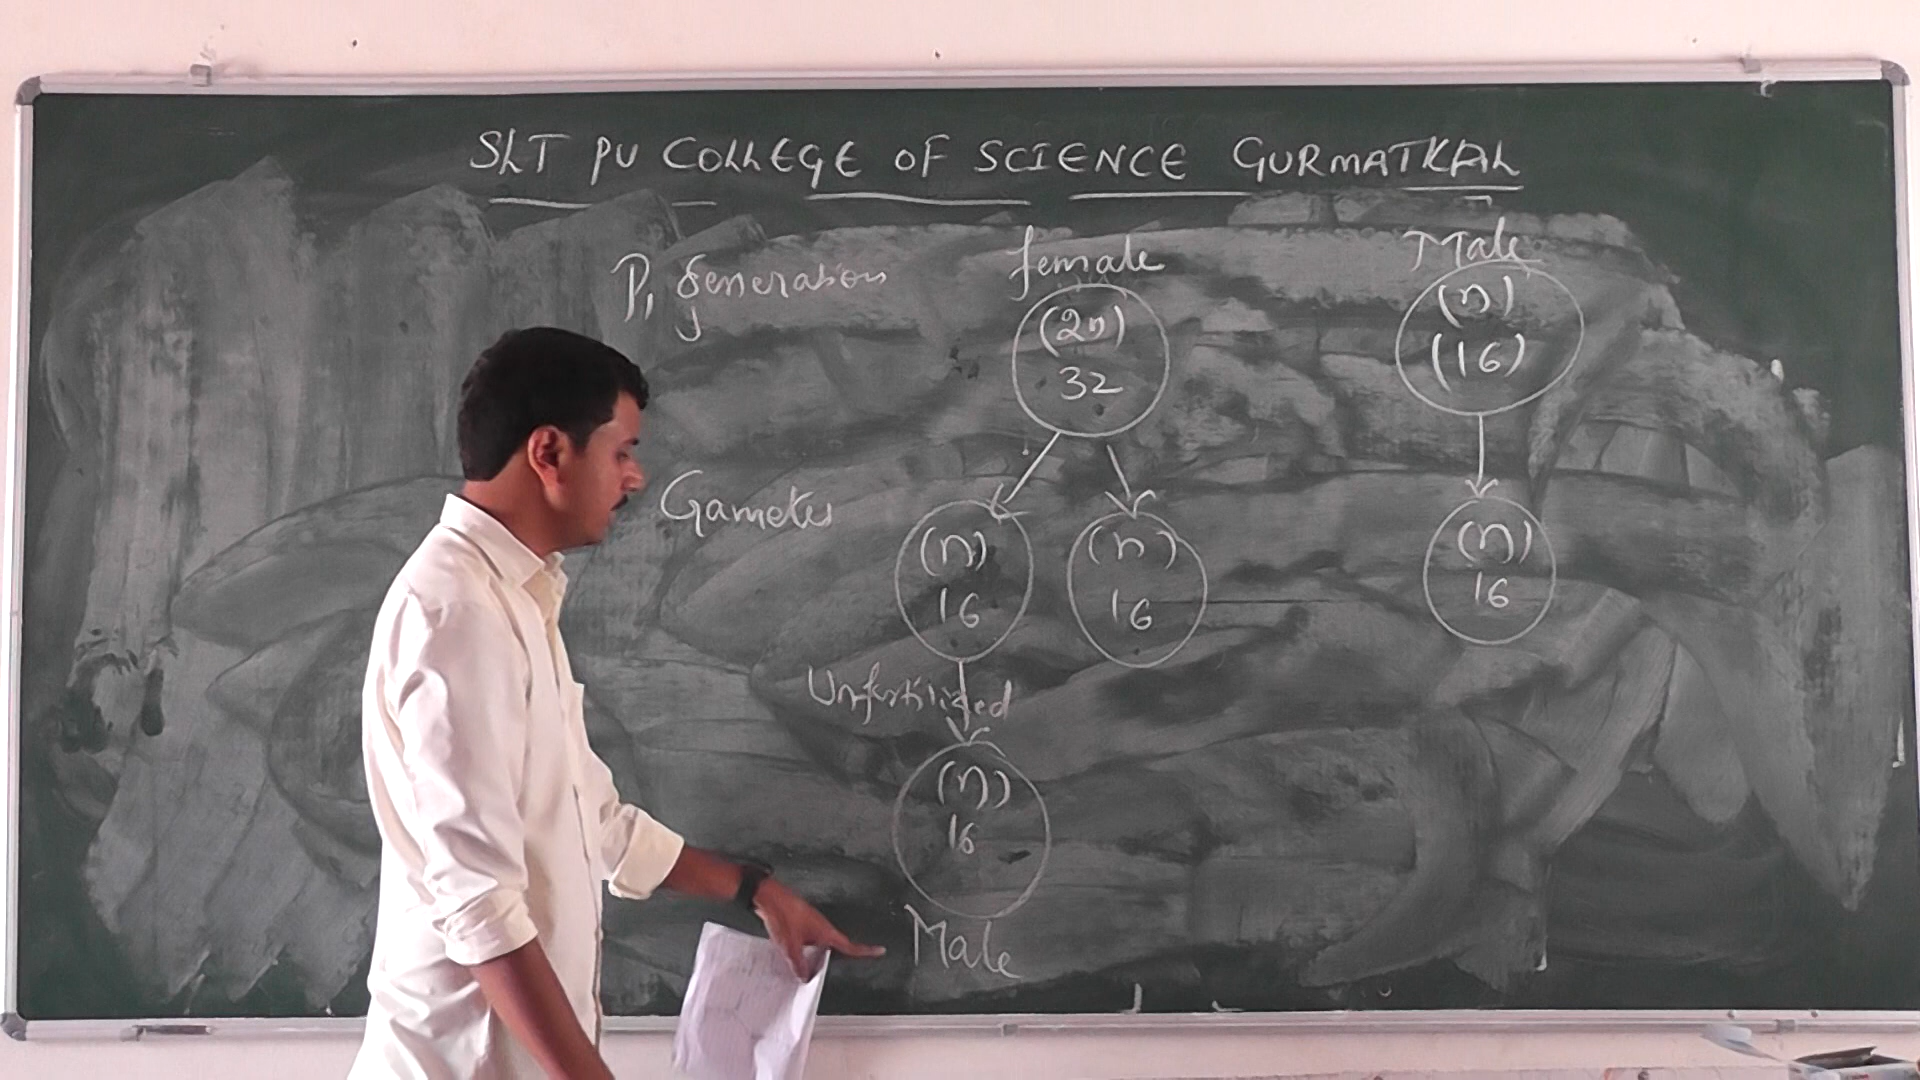 SLT PU COLLEGE OF SCIENCE GURMATKAL
P1 Generation female Male
(2n) (n)
32 (16)
Gametes (n) (n) (n)
16 16 16
Unfertilized
(n)
16
Male